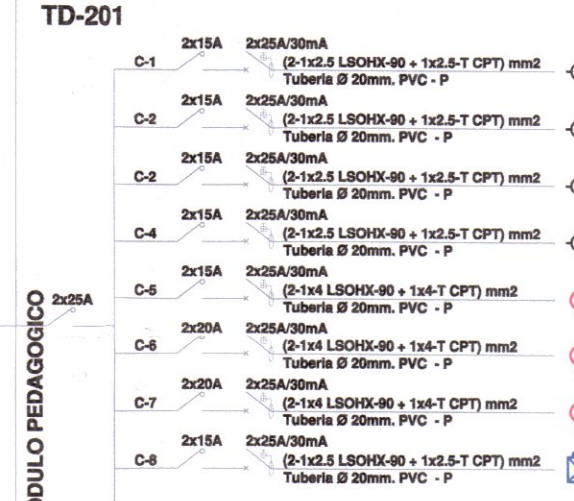 TD-201
2x15A 2x25A/30mA
C-1 (2-1x2.5 LSOHX-90 + 1x2.5-T CPT) mm2
Tuberia Ø 20mm. PVC - P
2x15A 2x25A/30mA
C-2 (2-1x2.5 LSOHX-90 + 1x2.5-T CPT) mm2
Tuberia Ø 20mm. PVC - P
2x15A 2x25A/30mA
C-2 (2-1x2.5 LSOHX-90 + 1x2.5-T CPT) mm2
Tuberia Ø 20mm. PVC - P
2x15A 2x25A/30mA
C-4 (2-1x2.5 LSOHX-90 + 1x2.5-T CPT) mm2
Tuberia Ø 20mm. PVC - P
2x15A 2x25A/30mA
C-5 (2-1x4 LSOHX-90 + 1x4-T CPT) mm2
Tuberia Ø 20mm. PVC - P
2x25A
2x20A 2x25A/30mA
C-6 (2-1x4 LSOHX-90 + 1x4-T CPT) mm2
Tuberia Ø 20mm. PVC - P
2x20A 2x25A/30mA
C-7 (2-1x4 LSOHX-90 + 1x4-T CPT) mm2
Tuberia Ø 20mm. PVC - P
2x15A 2x25A/30mA
C-8 (2-1x2.5 LSOHX-90 + 1x2.5-T CPT) mm2
Tuberia Ø 20mm. PVC - P
ODULO PEDAGOGICO